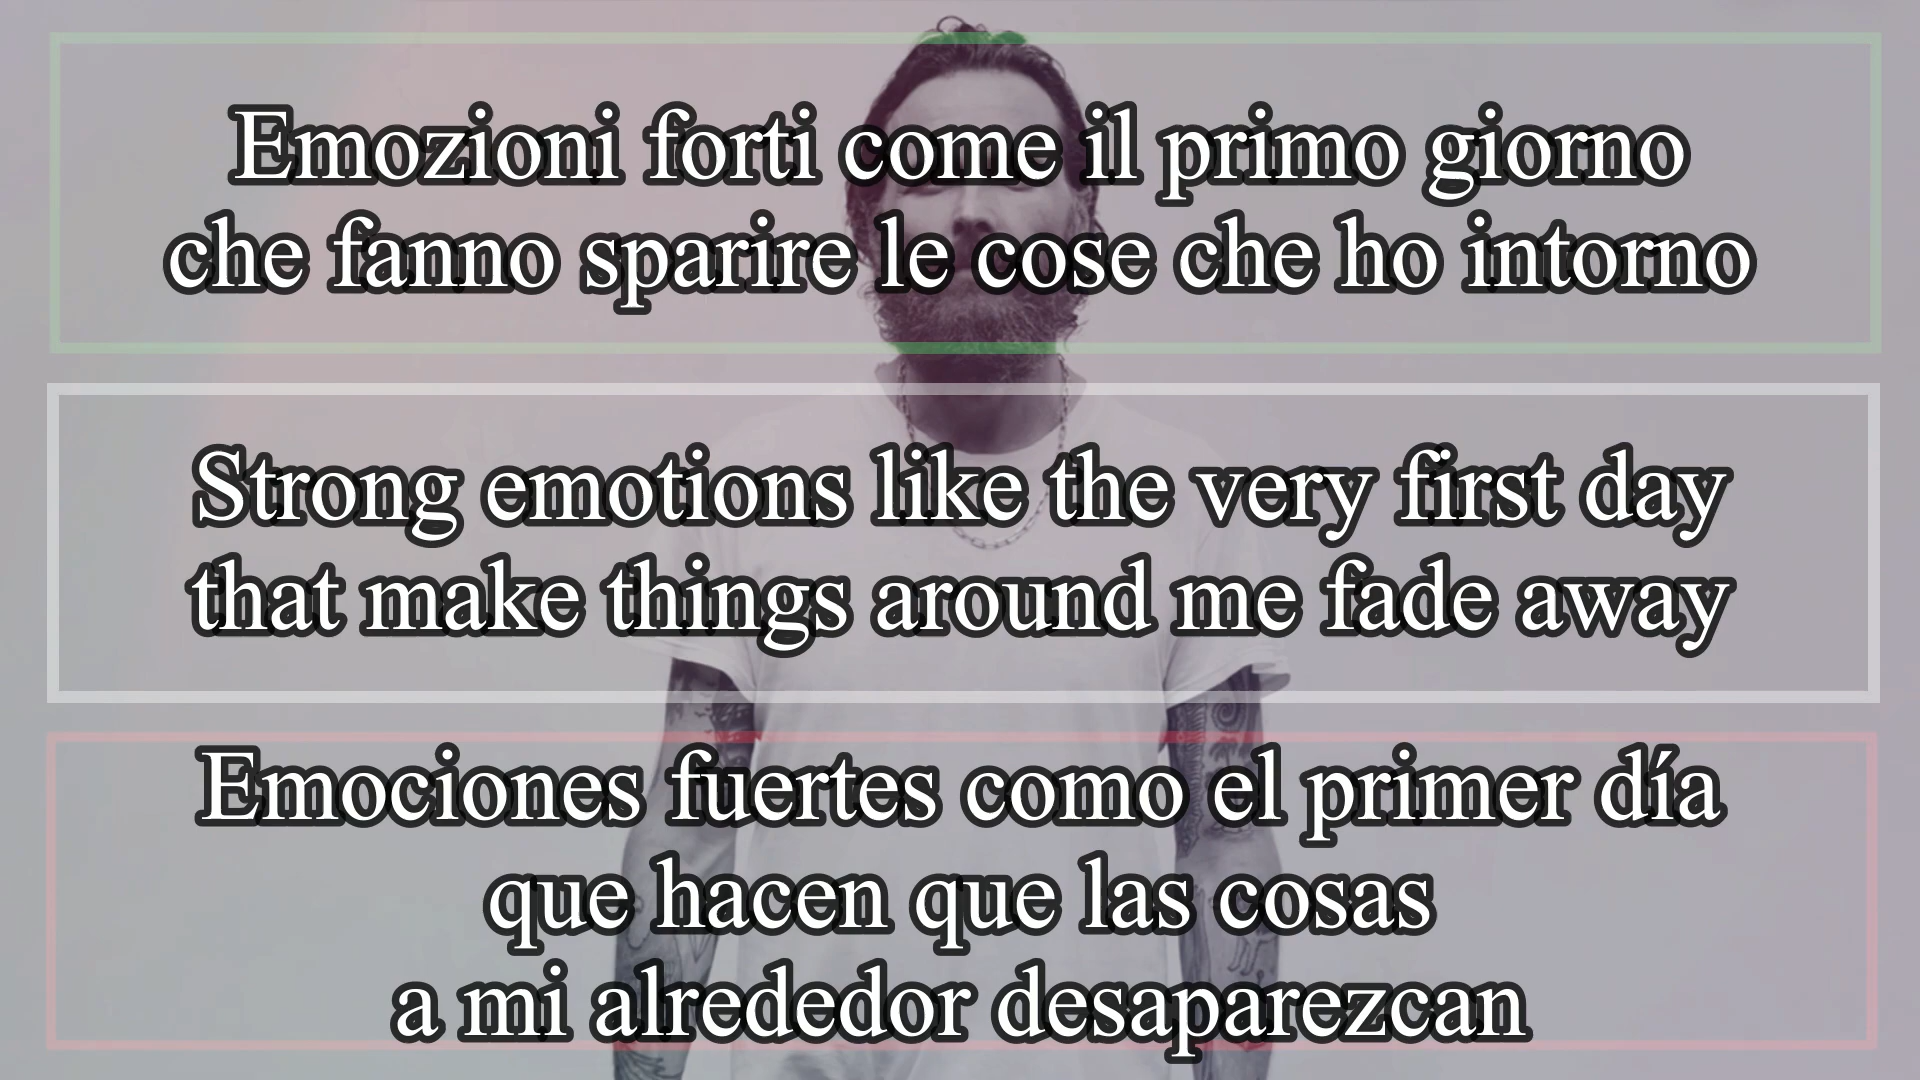 Emozioni forti come il primo giorno
che fanno sparire le cose che ho intorno
Strong emotions like the very first day
that make things around me fade away
Emociones fuertes como el primer día
que hacen que las cosas
a mi alrededor desaparezcan